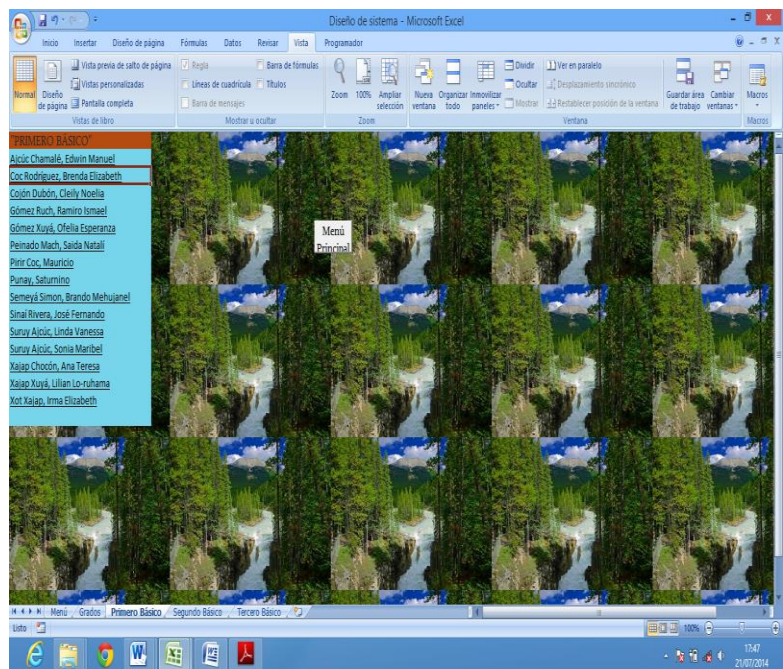 Diseño de sistema - Microsoft Excel
Inicio Insertar Diseño de página Fórmulas Datos Revisar Vista Programador
Normal
Diseño de página
Vista previa de salto de página
Vistas personalizadas
Pantalla completa
Vistas de libro
Regla
Líneas de cuadrícula
Barra de mensajes
Barra de fórmulas
Títulos
Mostrar u ocultar
Zoom
100%
Ampliar selección
Zoom
Nueva ventana
Organizar todo
Inmovilizar paneles
Dividir
Ocultar
Mostrar
Ver en paralelo
Desplazamiento sincrónico
Restablecer posición de la ventana
Ventana
Guardar área de trabajo
Cambiar ventanas
Macros
Macros
"PRIMERO BÁSICO"
Ajcúc Chamalé, Edwin Manuel
Coc Rodríguez, Brenda Elizabeth
Cojón Dubón, Cleily Noelia
Gómez Ruch, Ramiro Ismael
Gómez Xuyá, Ofelia Esperanza
Peinado Mach, Saida Natalí
Pirir Coc, Mauricio
Punay, Saturnino
Semeyá Simon, Brando Mehujanel
Sinaí Rivera, José Fernando
Suruy Ajcúc, Linda Vanessa
Suruy Ajcúc, Sonia Maribel
Xajap Chocón, Ana Teresa
Xajap Xuyá, Lilian Lo-ruhama
Xot Xajap, Irma Elizabeth
Menú
Principal
Menú Grados Primero Básico Segundo Básico Tercero Básico
Listo
100%
17:47
21/07/2014